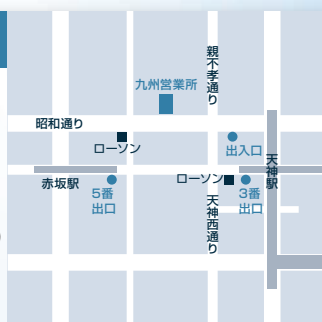 親不孝通り
九州営業所
昭和通り
ローソン
出入口
天神駅
赤坂駅
5番
出口
ローソン
3番
出口
天神西通り